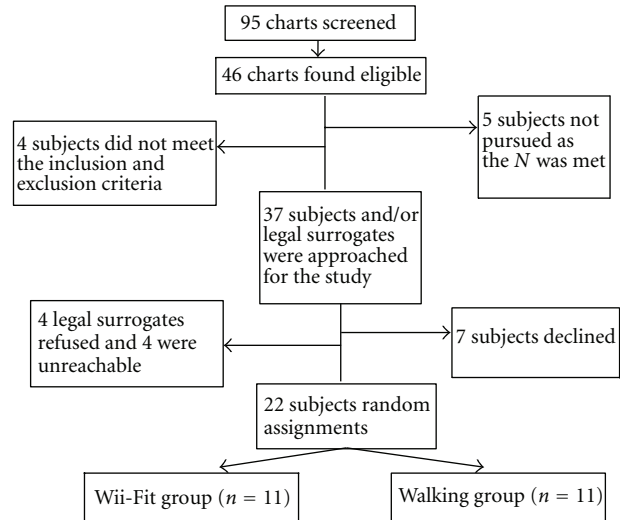 95 charts screened
46 charts found eligible
4 subjects did not meet
the inclusion and
exclusion criteria
5 subjects not
pursued as
the N was met
37 subjects and/or
legal surrogates
were approached
for the study
4 legal surrogates
refused and 4 were
unreachable
7 subjects declined
22 subjects random
assignments
Wii-Fit group (n = 11)
Walking group (n = 11)